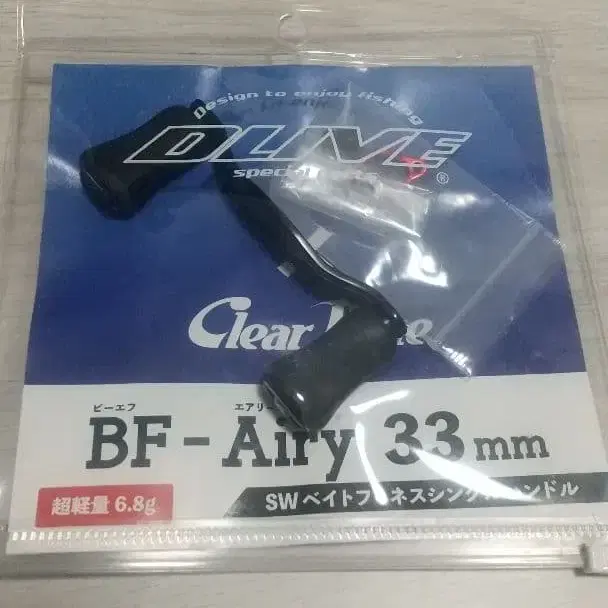 Design to enjoy fishing
DLIVE
special
®
Clear
ビーエフ エアリ
BF-Airy 33mm
超軽量 6.8g
SWベイトフ ネスシング ンドル